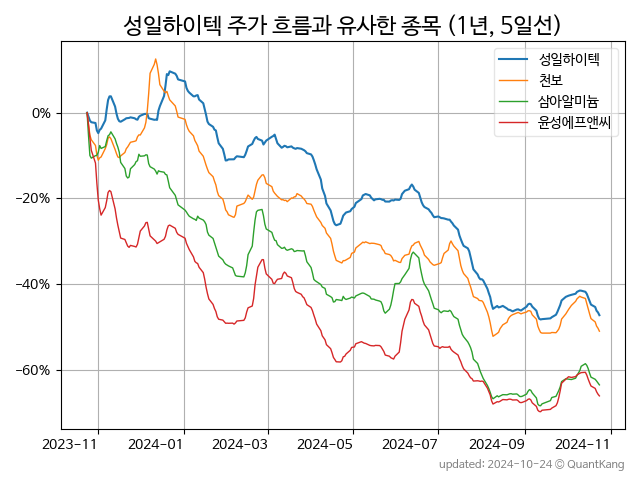 성일하이텍 주가 흐름과 유사한 종목 (1년, 5일선)
성일하이텍
천보
삼아알미늄
윤성에프앤씨
0%
−20%
−40%
−60%
2023−11 2024−01 2024−03 2024−05 2024−07 2024−09 2024−11
updated: 2024-10-24 © QuantKang